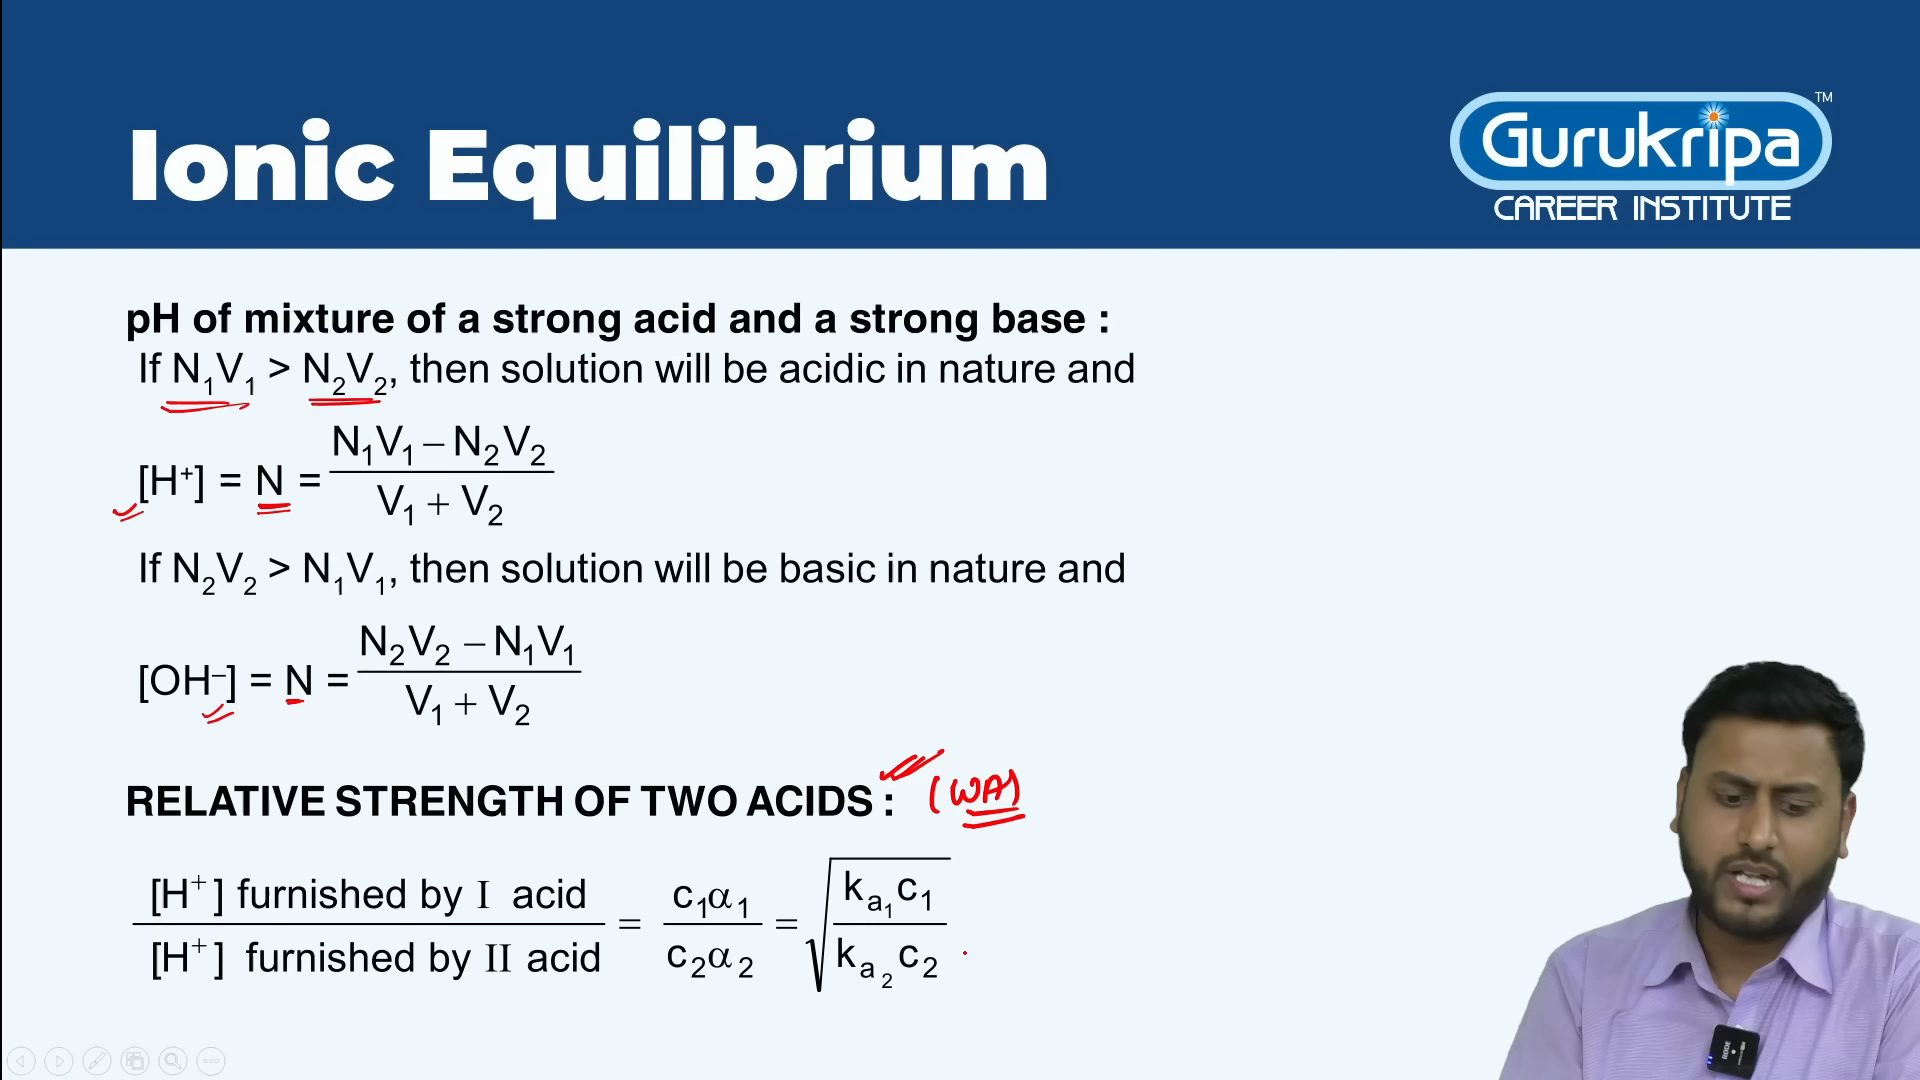 Ionic Equilibrium
Gurukripa TM
CAREER INSTITUTE
pH of mixture of a strong acid and a strong base :
If N₁V₁ > N₂V₂, then solution will be acidic in nature and
[H⁺] = N = (N₁V₁ – N₂V₂) / (V₁ + V₂)
If N₂V₂ > N₁V₁, then solution will be basic in nature and
[OH⁻] = N = (N₂V₂ – N₁V₁) / (V₁ + V₂)
RELATIVE STRENGTH OF TWO ACIDS : (WA)
[H⁺] furnished by I acid / [H⁺] furnished by II acid = c₁α₁ / c₂α₂ = √(kₐ₁c₁ / kₐ₂c₂)
RODE